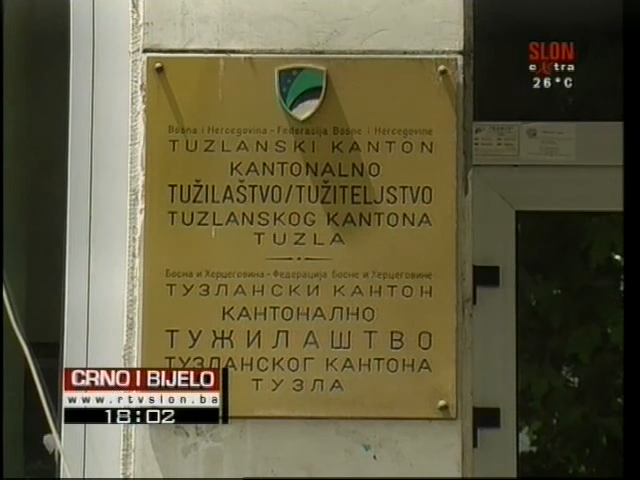 SLON
extra
26°C
Bosna i Hercegovina - Federacija Bosne i Hercegovine
TUZLANSKI KANTON
KANTONALNO
TUŽILAŠTVO/TUŽITELJSTVO
TUZLANSKOG KANTONA
TUZLA
Босна и Херцеговина - Федерација Босне и Херцеговине
ТУЗЛАНСКИ КАНТОН
КАНТОНАЛНО
ТУЖИЛАШТВО
ТУЗЛАНСКОГ КАНТОНА
ТУЗЛА
CRNO I BIJELO
www.rtvslon.ba
18:02